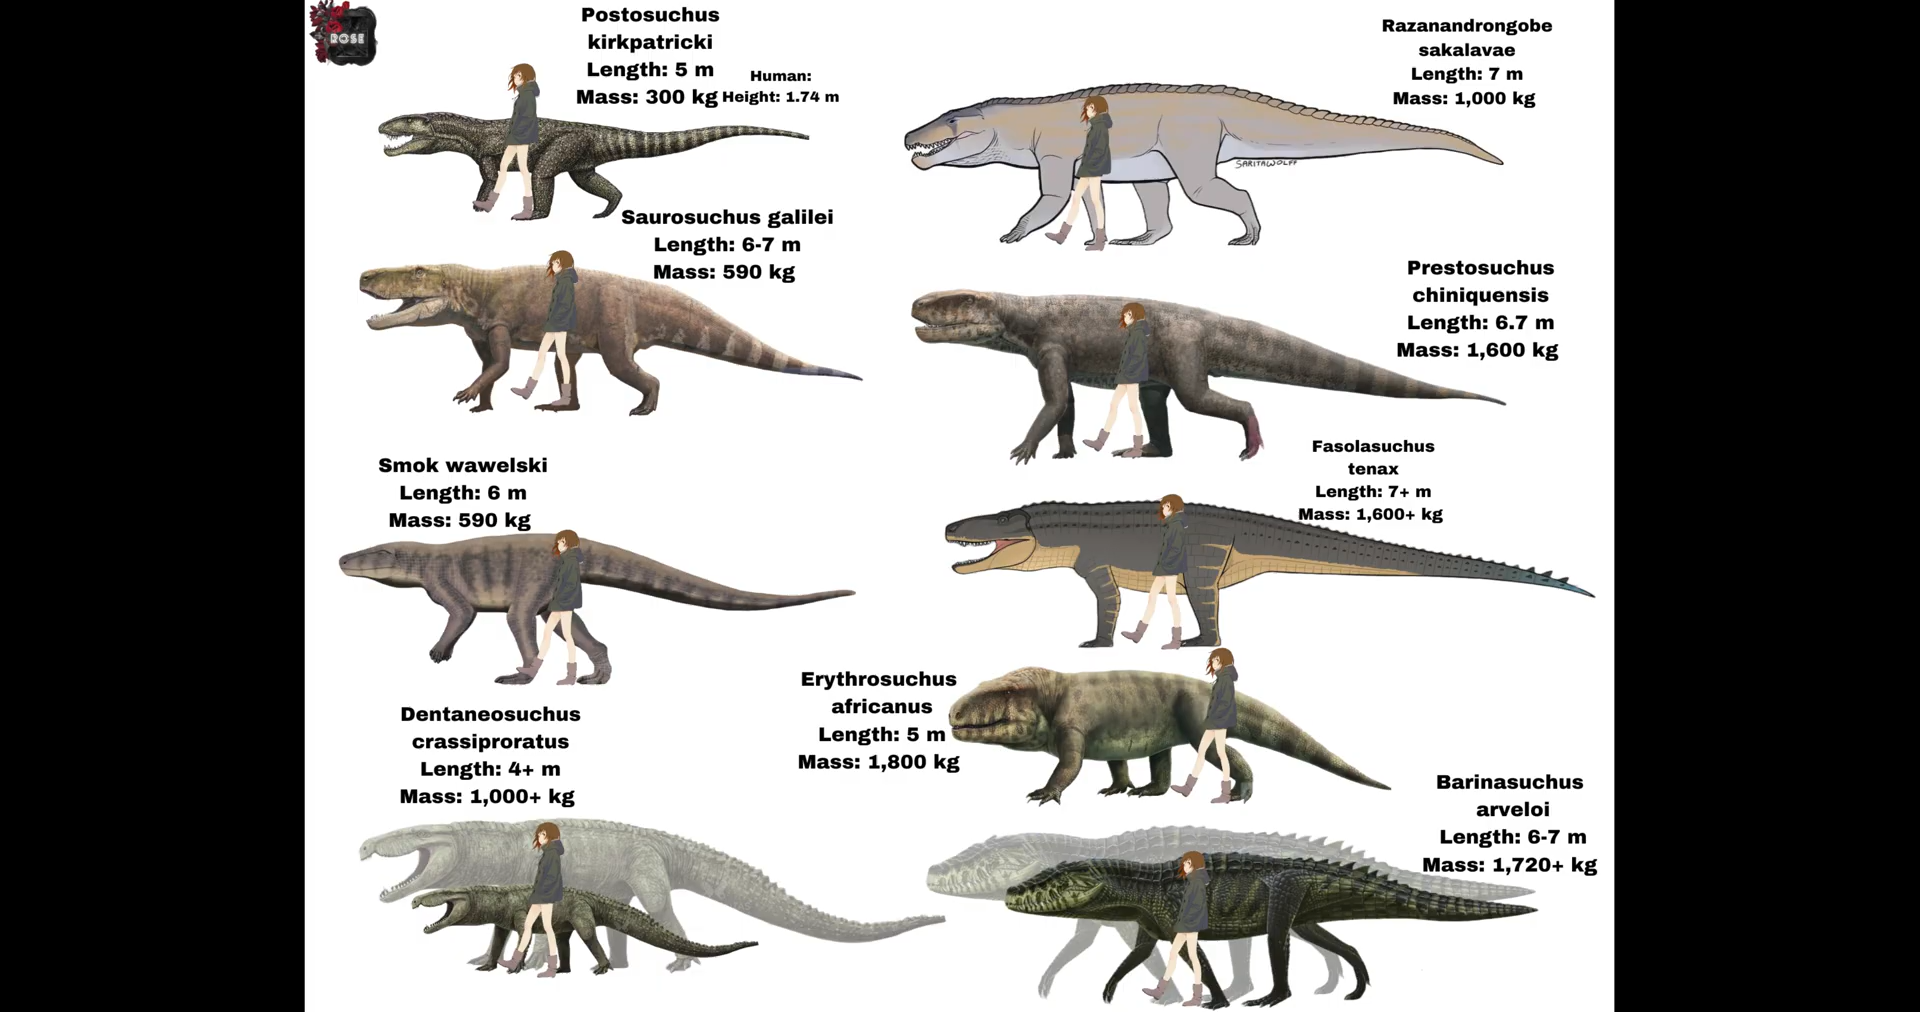 ROSE
Postosuchus
kirkpatricki
Length: 5 m
Mass: 300 kg
Human:
Height: 1.74 m
Razanandrongobe
sakalavae
Length: 7 m
Mass: 1,000 kg
SARITAWOLFF
Saurosuchus galilei
Length: 6-7 m
Mass: 590 kg
Prestosuchus
chiniquensis
Length: 6.7 m
Mass: 1,600 kg
Smok wawelski
Length: 6 m
Mass: 590 kg
Fasolasuchus
tenax
Length: 7+ m
Mass: 1,600+ kg
Erythrosuchus
africanus
Length: 5 m
Mass: 1,800 kg
Dentaneosuchus
crassiproratus
Length: 4+ m
Mass: 1,000+ kg
Barinasuchus
arveloi
Length: 6-7 m
Mass: 1,720+ kg